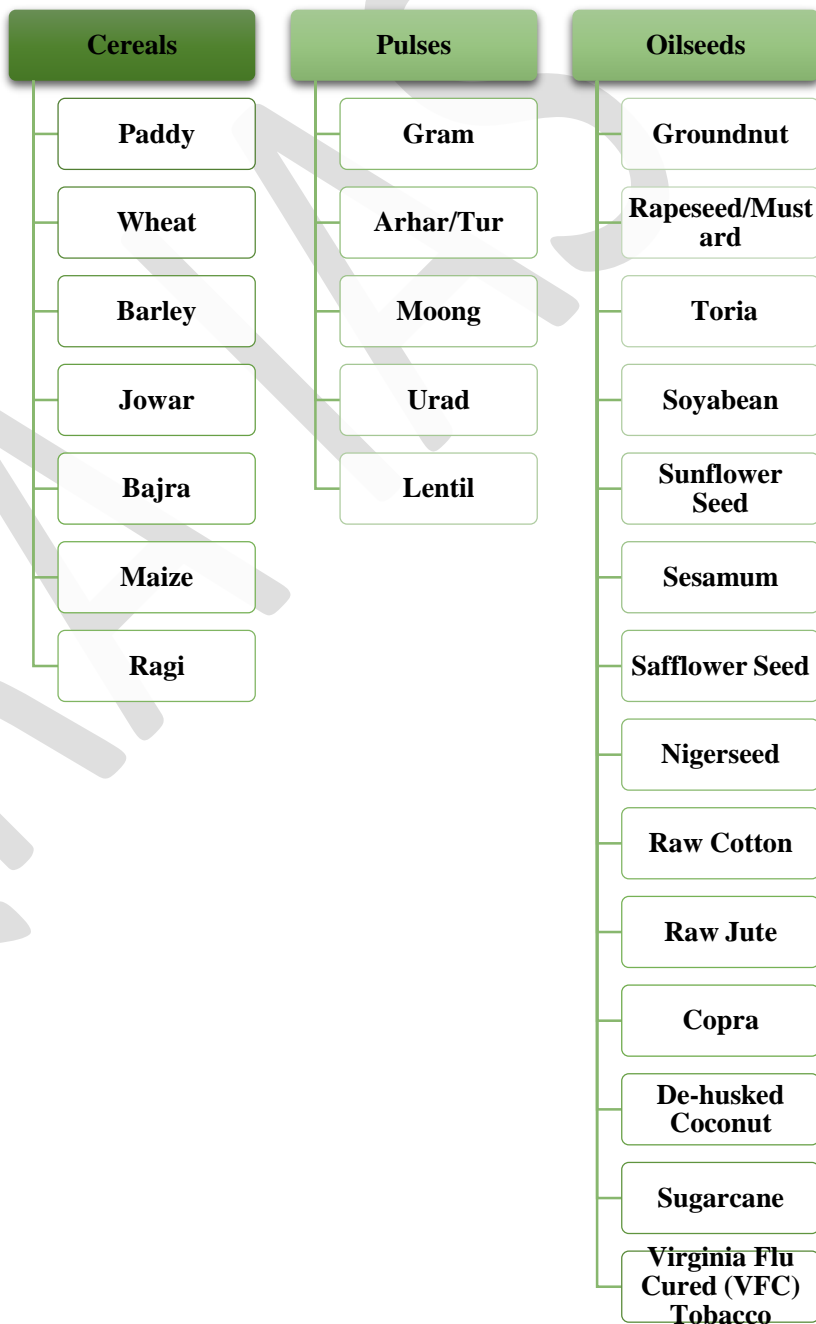 Cereals
Paddy
Wheat
Barley
Jowar
Bajra
Maize
Ragi
Pulses
Gram
Arhar/Tur
Moong
Urad
Lentil
Oilseeds
Groundnut
Rapeseed/Must
ard
Toria
Soyabean
Sunflower
Seed
Sesamum
Safflower Seed
Nigerseed
Raw Cotton
Raw Jute
Copra
De-husked
Coconut
Sugarcane
Virginia Flu
Cured (VFC)
Tobacco